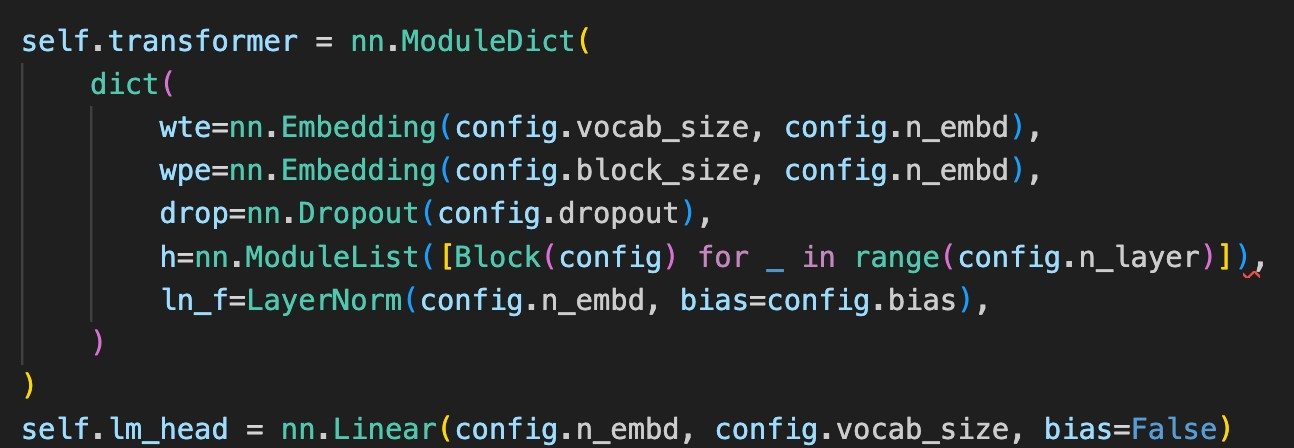 self.transformer = nn.ModuleDict(
    dict(
        wte=nn.Embedding(config.vocab_size, config.n_embd),
        wpe=nn.Embedding(config.block_size, config.n_embd),
        drop=nn.Dropout(config.dropout),
        h=nn.ModuleList([Block(config) for _ in range(config.n_layer)]),
        ln_f=LayerNorm(config.n_embd, bias=config.bias),
    )
)
self.lm_head = nn.Linear(config.n_embd, config.vocab_size, bias=False)